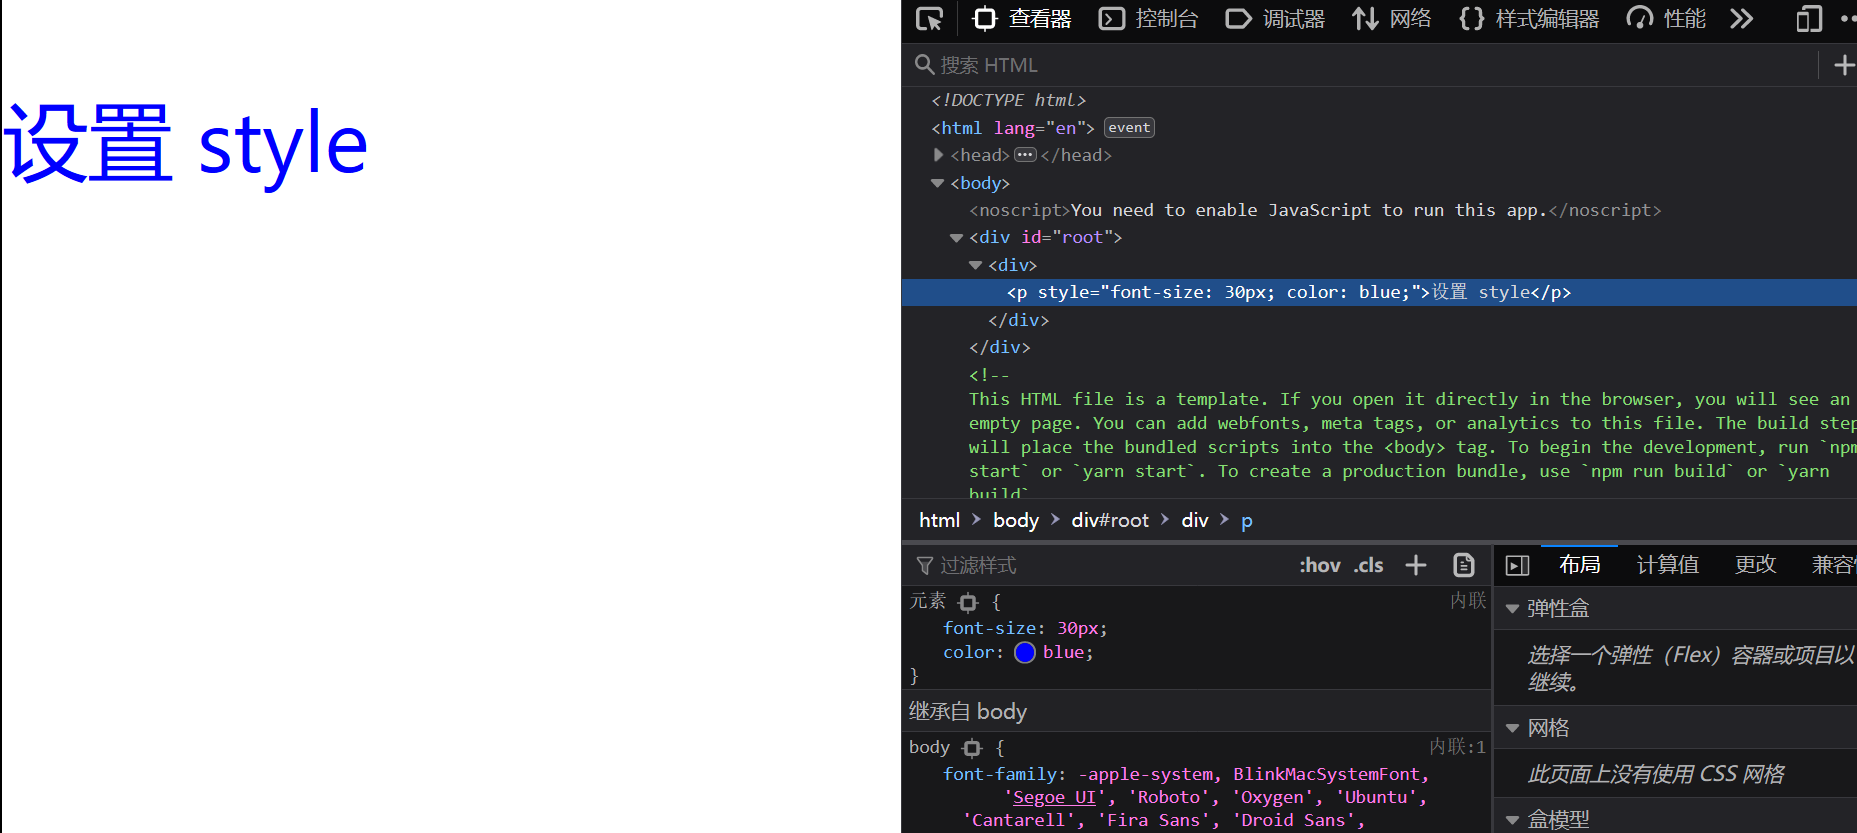 设置 style
查看器 控制台 调试器 网络 样式编辑器 性能
搜索 HTML
<!DOCTYPE html>
<html lang="en"> event
<head> </head>
<body>
<noscript>You need to enable JavaScript to run this app.</noscript>
<div id="root">
<div>
<p style="font-size: 30px; color: blue;">设置 style</p>
</div>
</div>
<!--
This HTML file is a template. If you open it directly in the browser, you will see an
empty page. You can add webfonts, meta tags, or analytics to this file. The build step
will place the bundled scripts into the <body> tag. To begin the development, run `npm
start` or `yarn start`. To create a production bundle, use `npm run build` or `yarn
build`
html > body > div#root > div > p
过滤样式 :hov .cls +
元素 { 内联
font-size: 30px;
color: blue;
}
继承自 body
body { 内联:1
font-family: -apple-system, BlinkMacSystemFont,
'Segoe UI', 'Roboto', 'Oxygen', 'Ubuntu',
'Cantarell', 'Fira Sans', 'Droid Sans',
布局 计算值 更改 兼容
弹性盒
选择一个弹性（Flex）容器或项目以
继续。
网格
此页面上没有使用 CSS 网格
盒模型